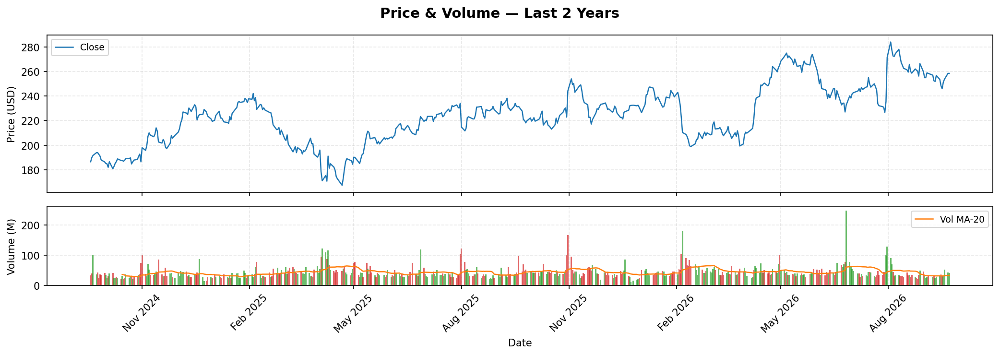 Price & Volume — Last 2 Years
Close
Price (USD)
280
260
240
220
200
180
Vol MA-20
Volume (M)
200
100
0
Nov 2024
Feb 2025
May 2025
Aug 2025
Nov 2025
Feb 2026
May 2026
Aug 2026
Date